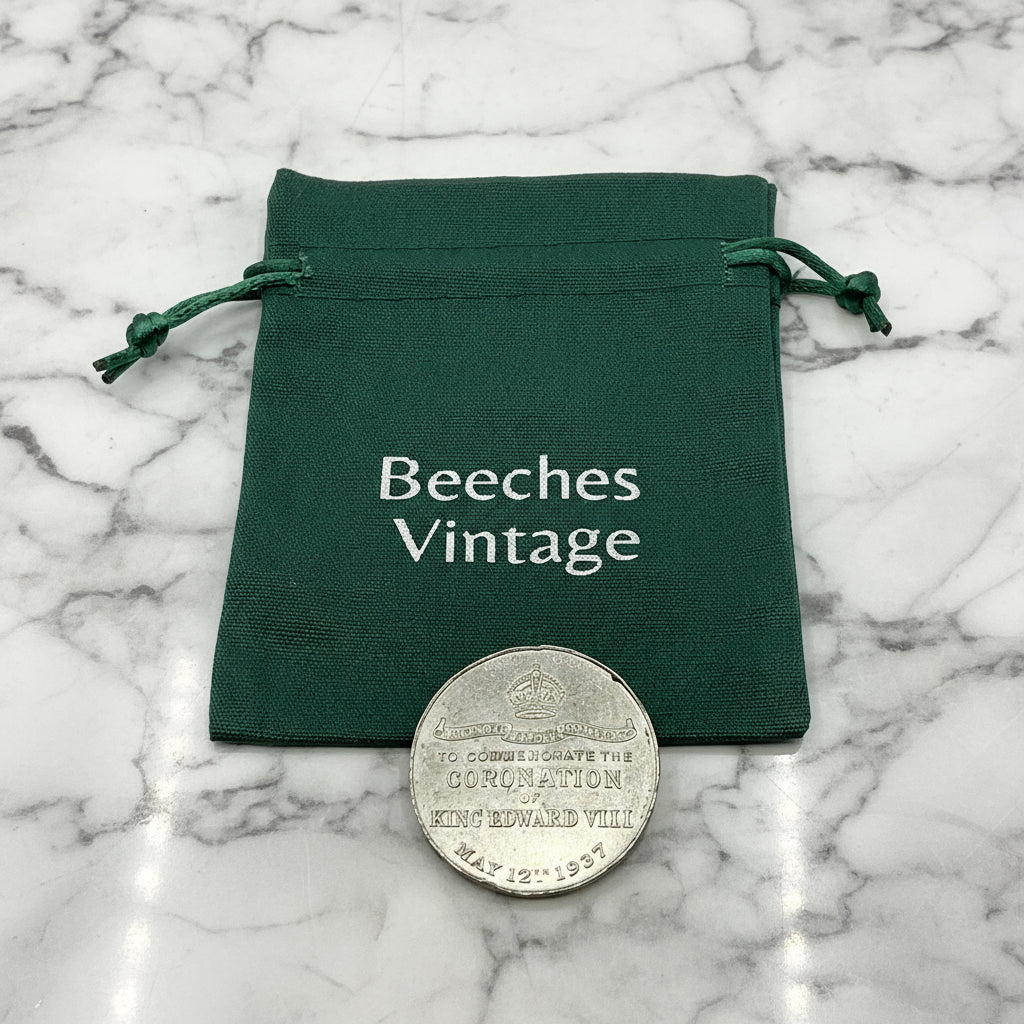 Beeches
Vintage
TO COMMEMORATE THE
CORONATION
OF
KING EDWARD VIII
MAY 12TH 1937